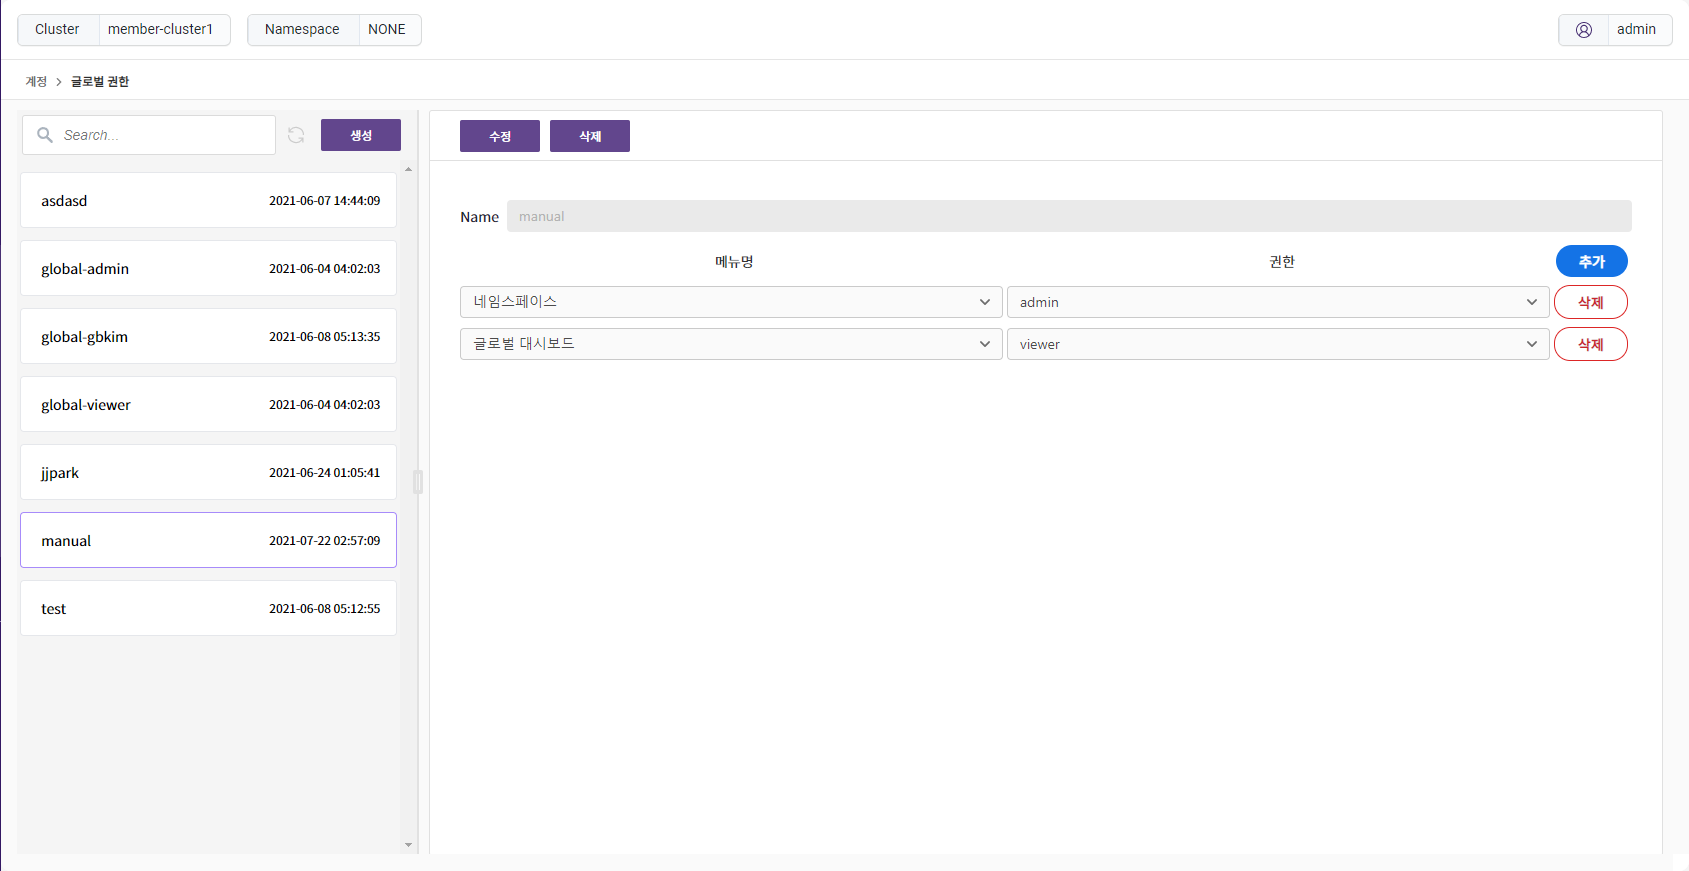 Cluster member-cluster1 Namespace NONE admin
계정 > 글로벌 권한
Search... 생성
asdasd 2021-06-07 14:44:09
global-admin 2021-06-04 04:02:03
global-gbkim 2021-06-08 05:13:35
global-viewer 2021-06-04 04:02:03
jjpark 2021-06-24 01:05:41
manual 2021-07-22 02:57:09
test 2021-06-08 05:12:55
수정 삭제
Name manual
메뉴명 권한 추가
네임스페이스 admin 삭제
글로벌 대시보드 viewer 삭제